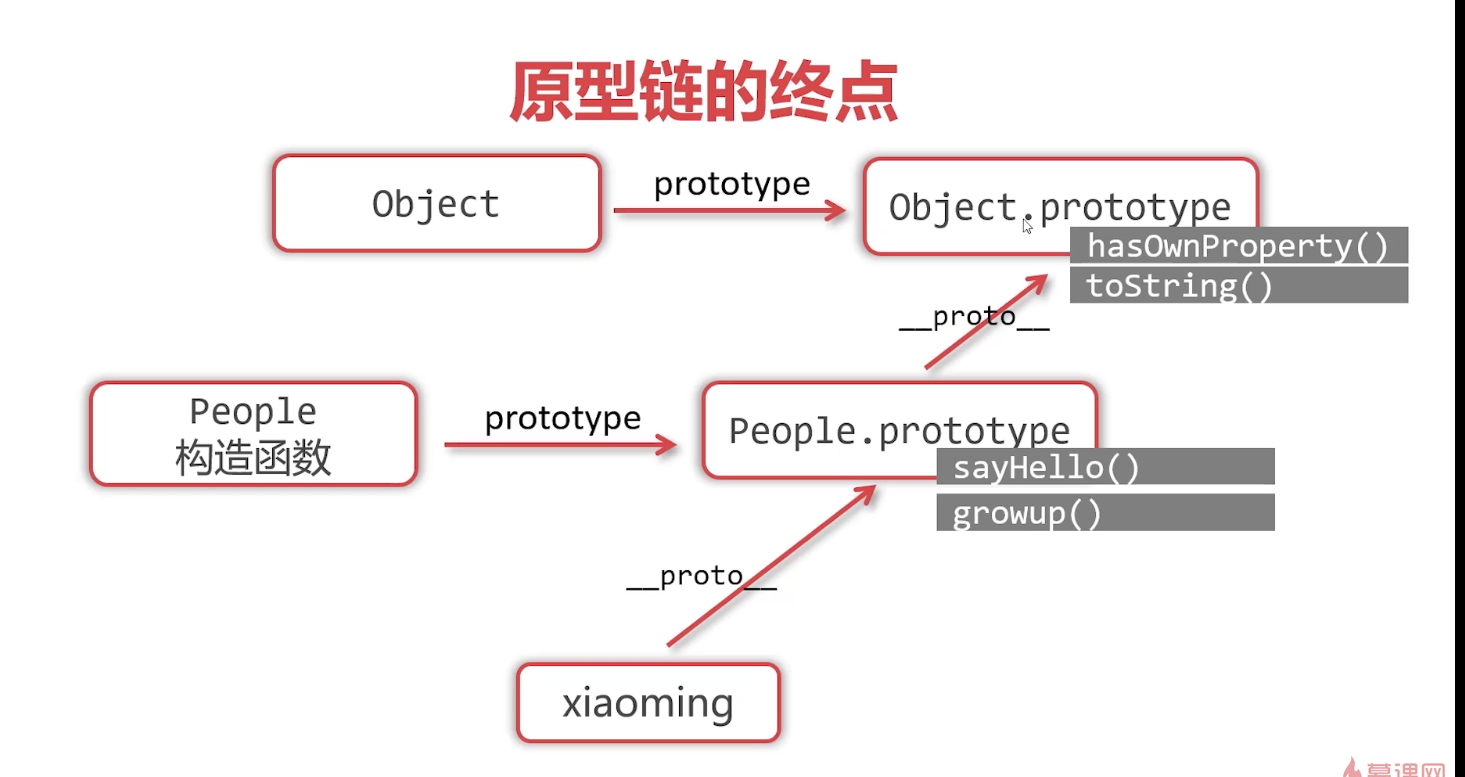 原型链的终点
Object
prototype
Object.prototype
hasOwnProperty()
toString()
__proto__
People
构造函数
prototype
People.prototype
sayHello()
growup()
__proto__
xiaoming
慕课网